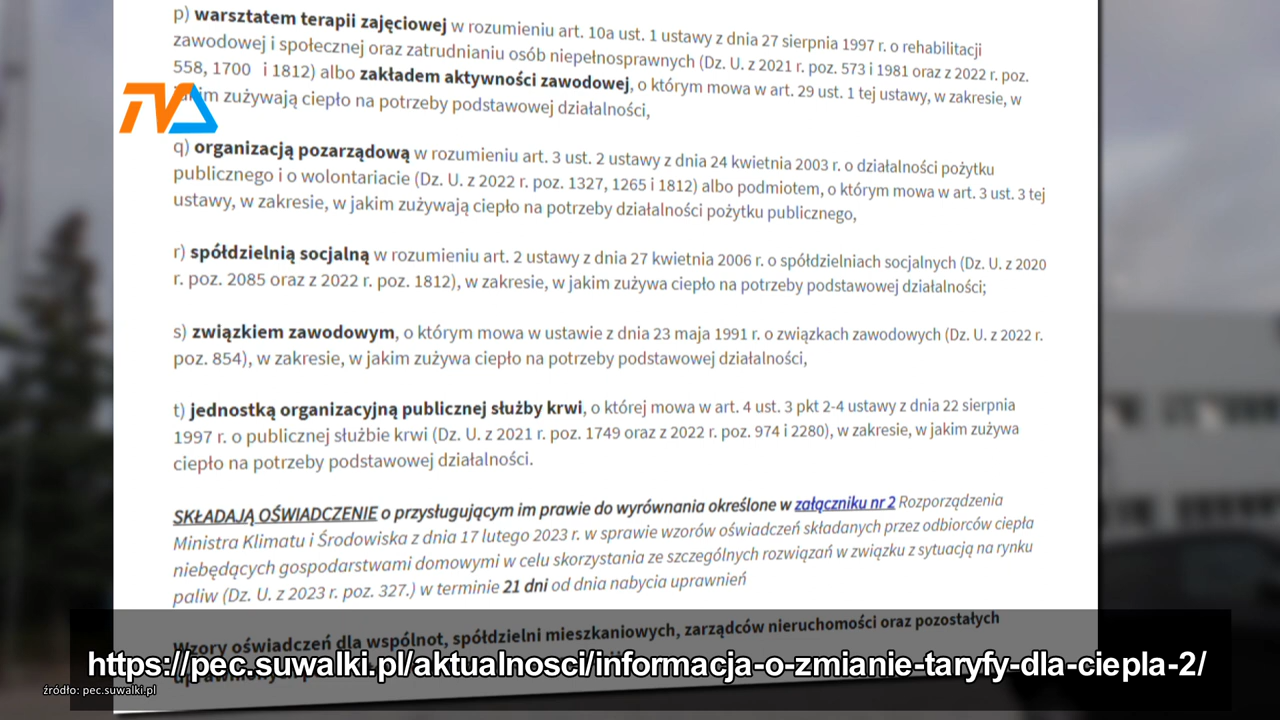 p) warsztatem terapii zajęciowej w rozumieniu art. 10a ust. 1 ustawy z dnia 27 sierpnia 1997 r. o rehabilitacji
zawodowej i społecznej oraz zatrudnianiu osób niepełnosprawnych (Dz. U. z 2021 r. poz. 573 i 1981 oraz z 2022 r. poz.
558, 1700 i 1812) albo zakładem aktywności zawodowej, o którym mowa w art. 29 ust. 1 tej ustawy, w zakresie, w
jakim zużywają ciepło na potrzeby podstawowej działalności,
TVA
q) organizacją pozarządową w rozumieniu art. 3 ust. 2 ustawy z dnia 24 kwietnia 2003 r. o działalności pożytku
publicznego i o wolontariacie (Dz. U. z 2022 r. poz. 1327, 1265 i 1812) albo podmiotem, o którym mowa w art. 3 ust. 3 tej
ustawy, w zakresie, w jakim zużywają ciepło na potrzeby działalności pożytku publicznego,
r) spółdzielnią socjalną w rozumieniu art. 2 ustawy z dnia 27 kwietnia 2006 r. o spółdzielniach socjalnych (Dz. U. z 2020
r. poz. 2085 oraz z 2022 r. poz. 1812), w zakresie, w jakim zużywa ciepło na potrzeby podstawowej działalności;
s) związkiem zawodowym, o którym mowa w ustawie z dnia 23 maja 1991 r. o związkach zawodowych (Dz. U. z 2022 r.
poz. 854), w zakresie, w jakim zużywa ciepło na potrzeby podstawowej działalności,
t) jednostką organizacyjną publicznej służby krwi, o której mowa w art. 4 ust. 3 pkt 2-4 ustawy z dnia 22 sierpnia
1997 r. o publicznej służbie krwi (Dz. U. z 2021 r. poz. 1749 oraz z 2022 r. poz. 974 i 2280), w zakresie, w jakim zużywa
ciepło na potrzeby podstawowej działalności.
SKŁADAJĄ OŚWIADCZENIE o przysługującym im prawie do wyrównania określone w załączniku nr 2 Rozporządzenia
Ministra Klimatu i Środowiska z dnia 17 lutego 2023 r. w sprawie wzorów oświadczeń składanych przez odbiorców ciepła
niebędących gospodarstwami domowymi w celu skorzystania ze szczególnych rozwiązań w związku z sytuacją na rynku
paliw (Dz. U. z 2023 r. poz. 327.) w terminie 21 dni od dnia nabycia uprawnień
Wzory oświadczeń dla wspólnot, spółdzielni mieszkaniowych, zarządców nieruchomości oraz pozostałych
https://pec.suwalki.pl/aktualnosci/informacja-o-zmianie-taryfy-dla-ciepla-2/
źródło: pec.suwalki.pl